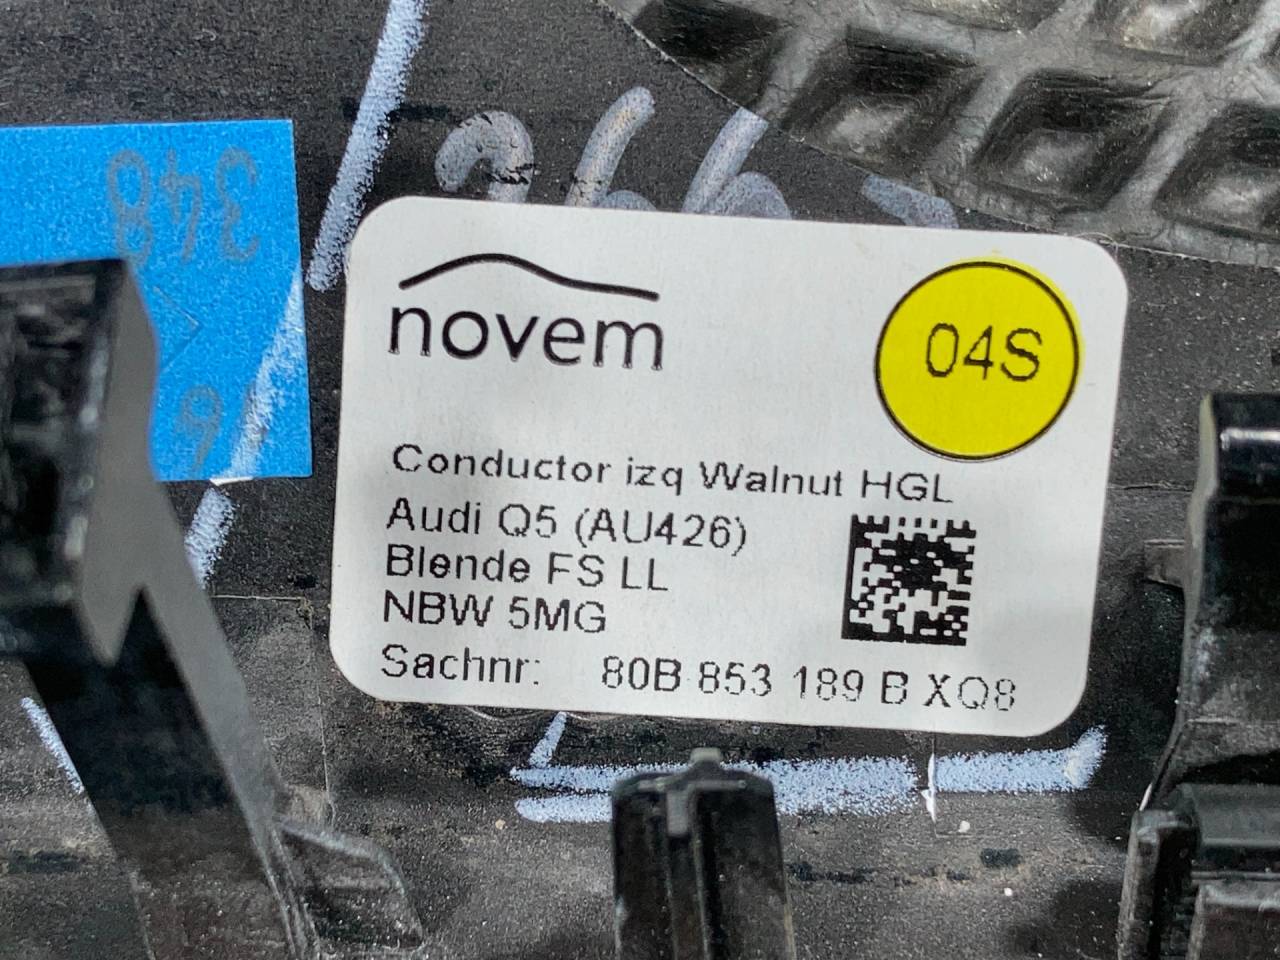 348
novem
04S
Conductor izq Walnut HGL
Audi Q5 (AU426)
Blende FS LL
NBW 5MG
Sachnr: 80B 853 189 B XQ8